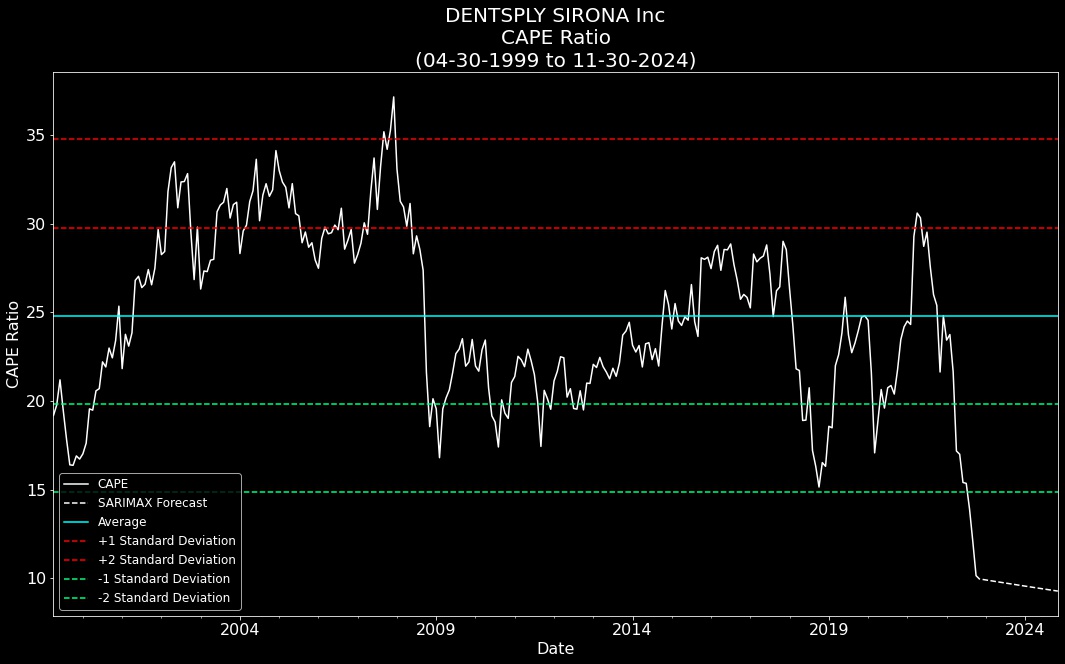 DENTSPLY SIRONA Inc
CAPE Ratio
(04-30-1999 to 11-30-2024)
CAPE Ratio
35
30
25
20
15
10
CAPE
SARIMAX Forecast
Average
+1 Standard Deviation
+2 Standard Deviation
-1 Standard Deviation
-2 Standard Deviation
2004
2009
2014
2019
2024
Date